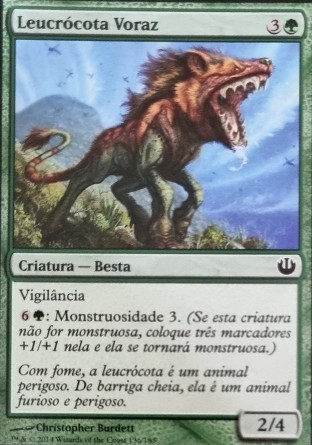 Leucrócota Voraz 3
Criatura — Besta
Vigilância
6 : Monstruosidade 3. (Se esta criatura
não for monstruosa, coloque três marcadores
+1/+1 nela e ela se tornará monstruosa.)
Com fome, a leucrócota é um animal
perigoso. De barriga cheia, ela é um animal
furioso e perigoso.
Christopher Burdett
™ & © 2014 Wizards of the Coast
2/4